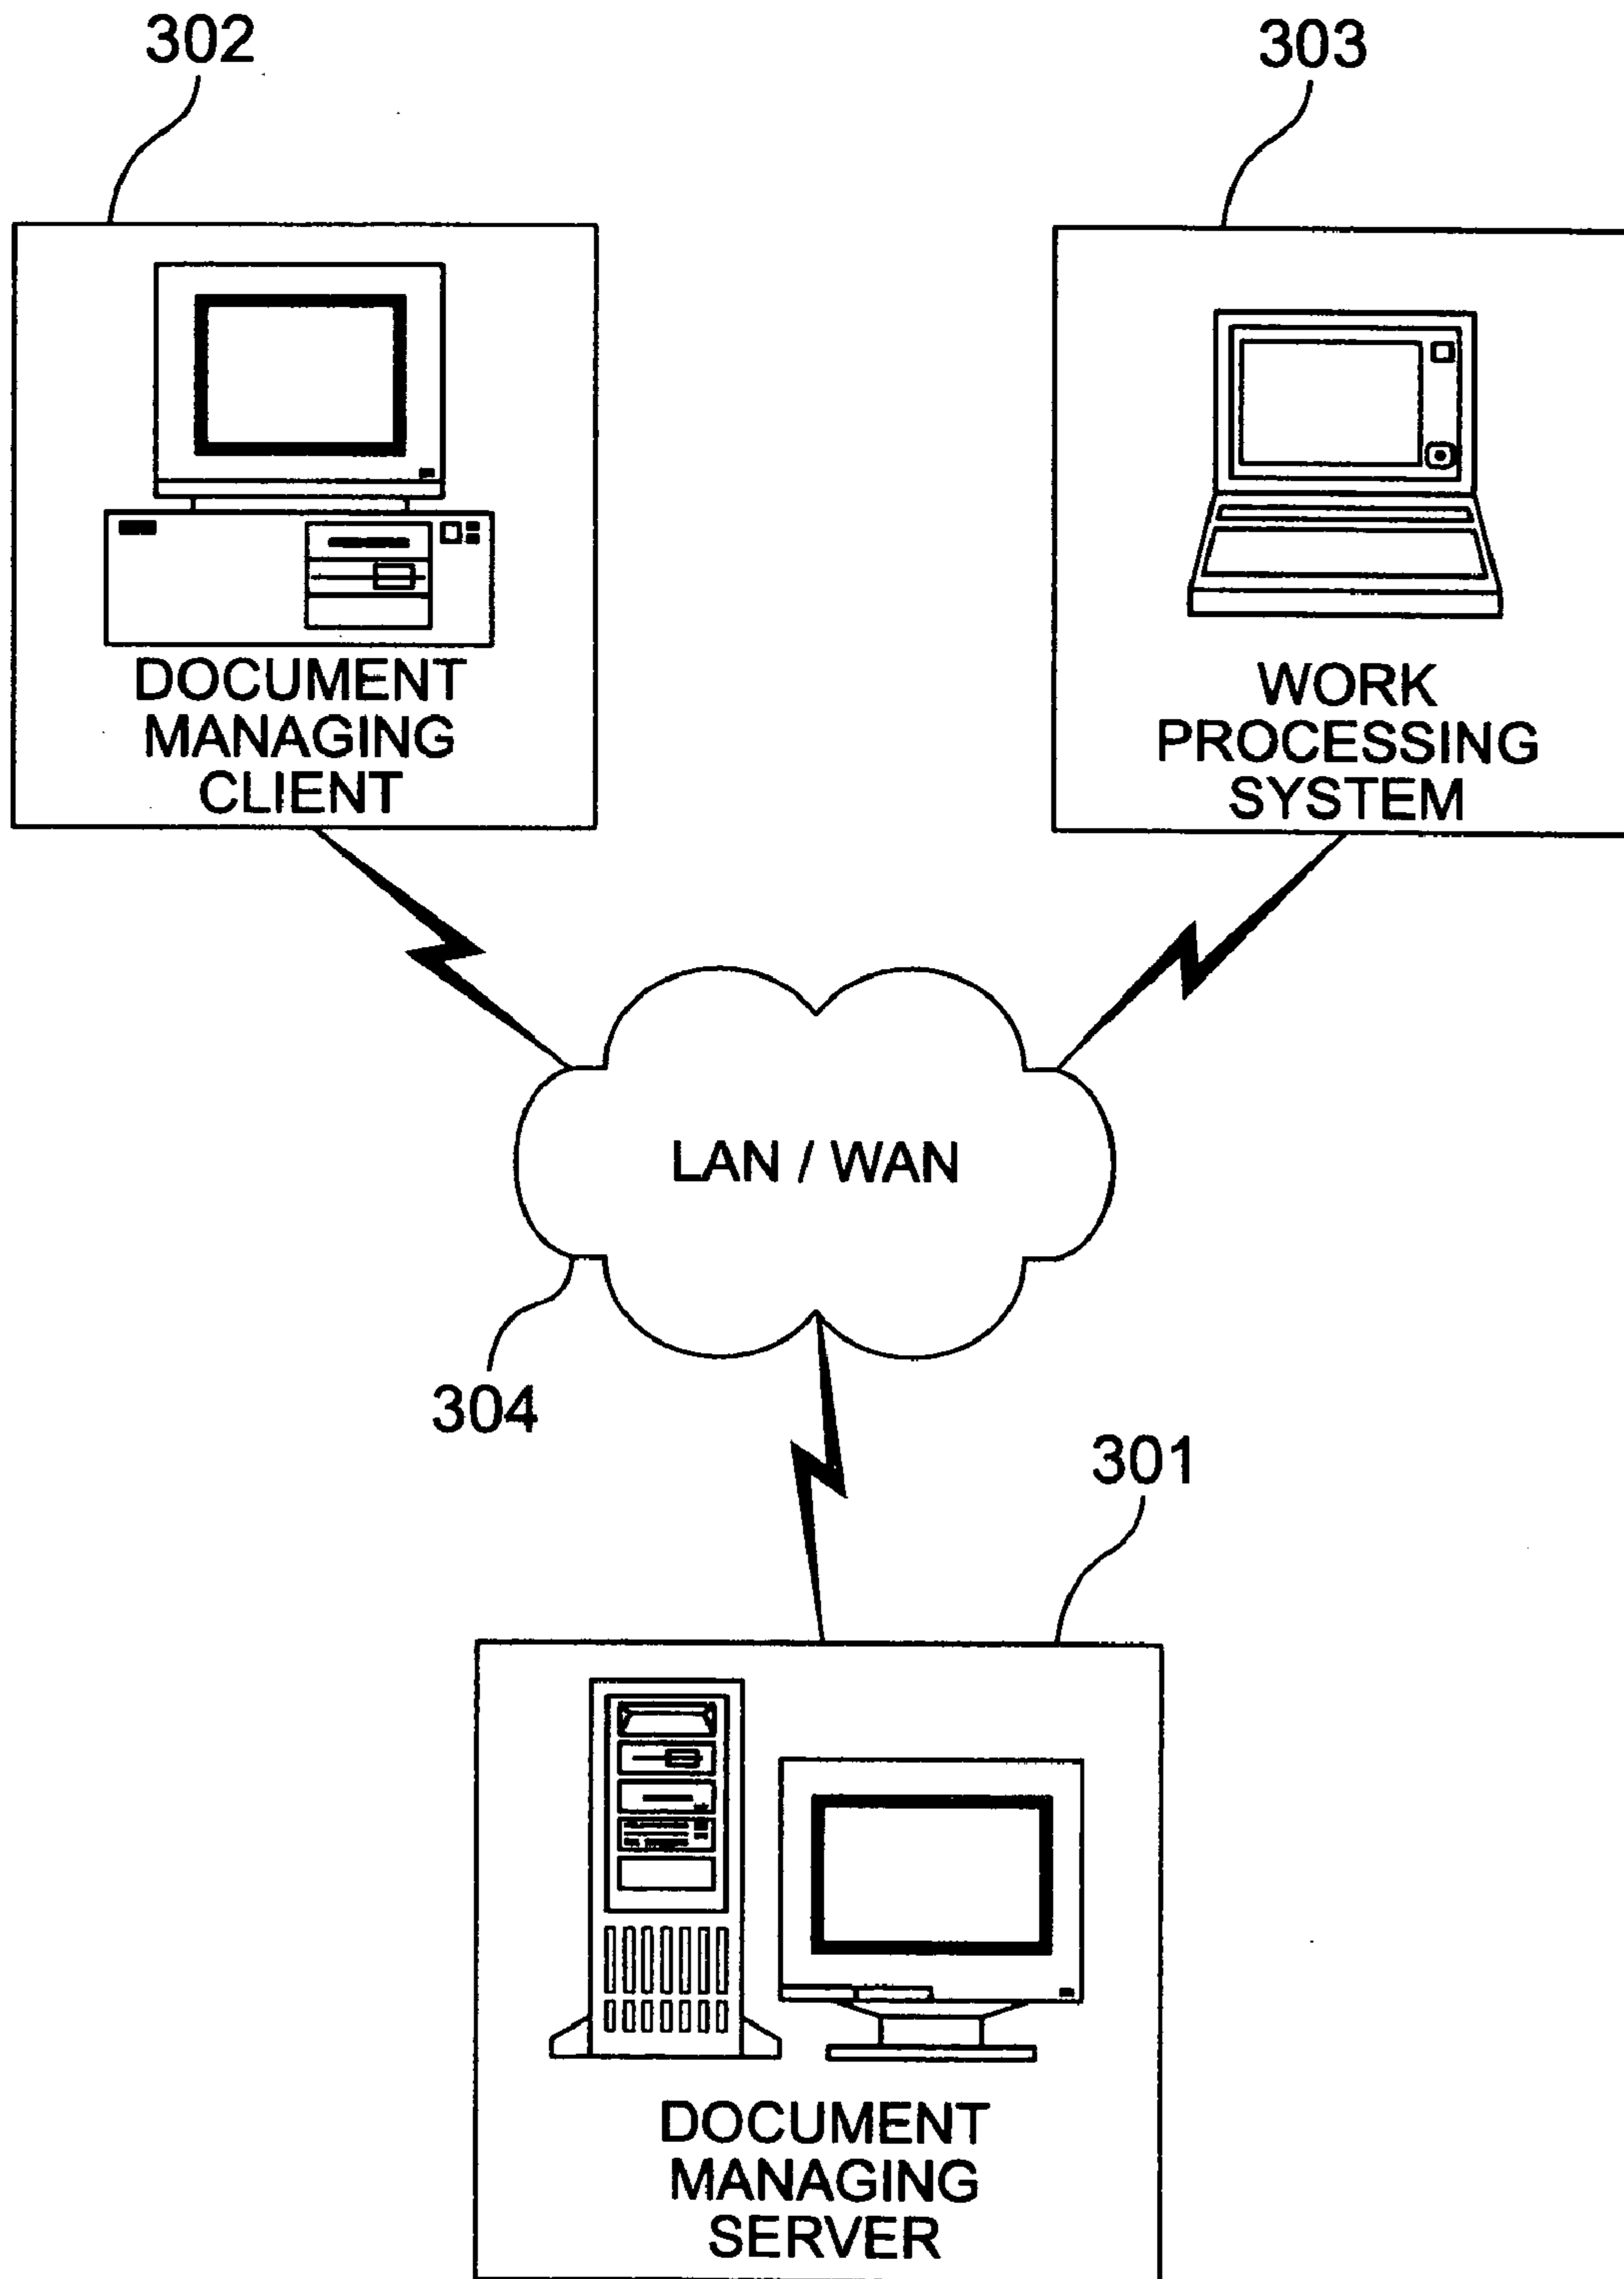 302
303
DOCUMENT
MANAGING
CLIENT
WORK
PROCESSING
SYSTEM
LAN / WAN
304
301
DOCUMENT
MANAGING
SERVER